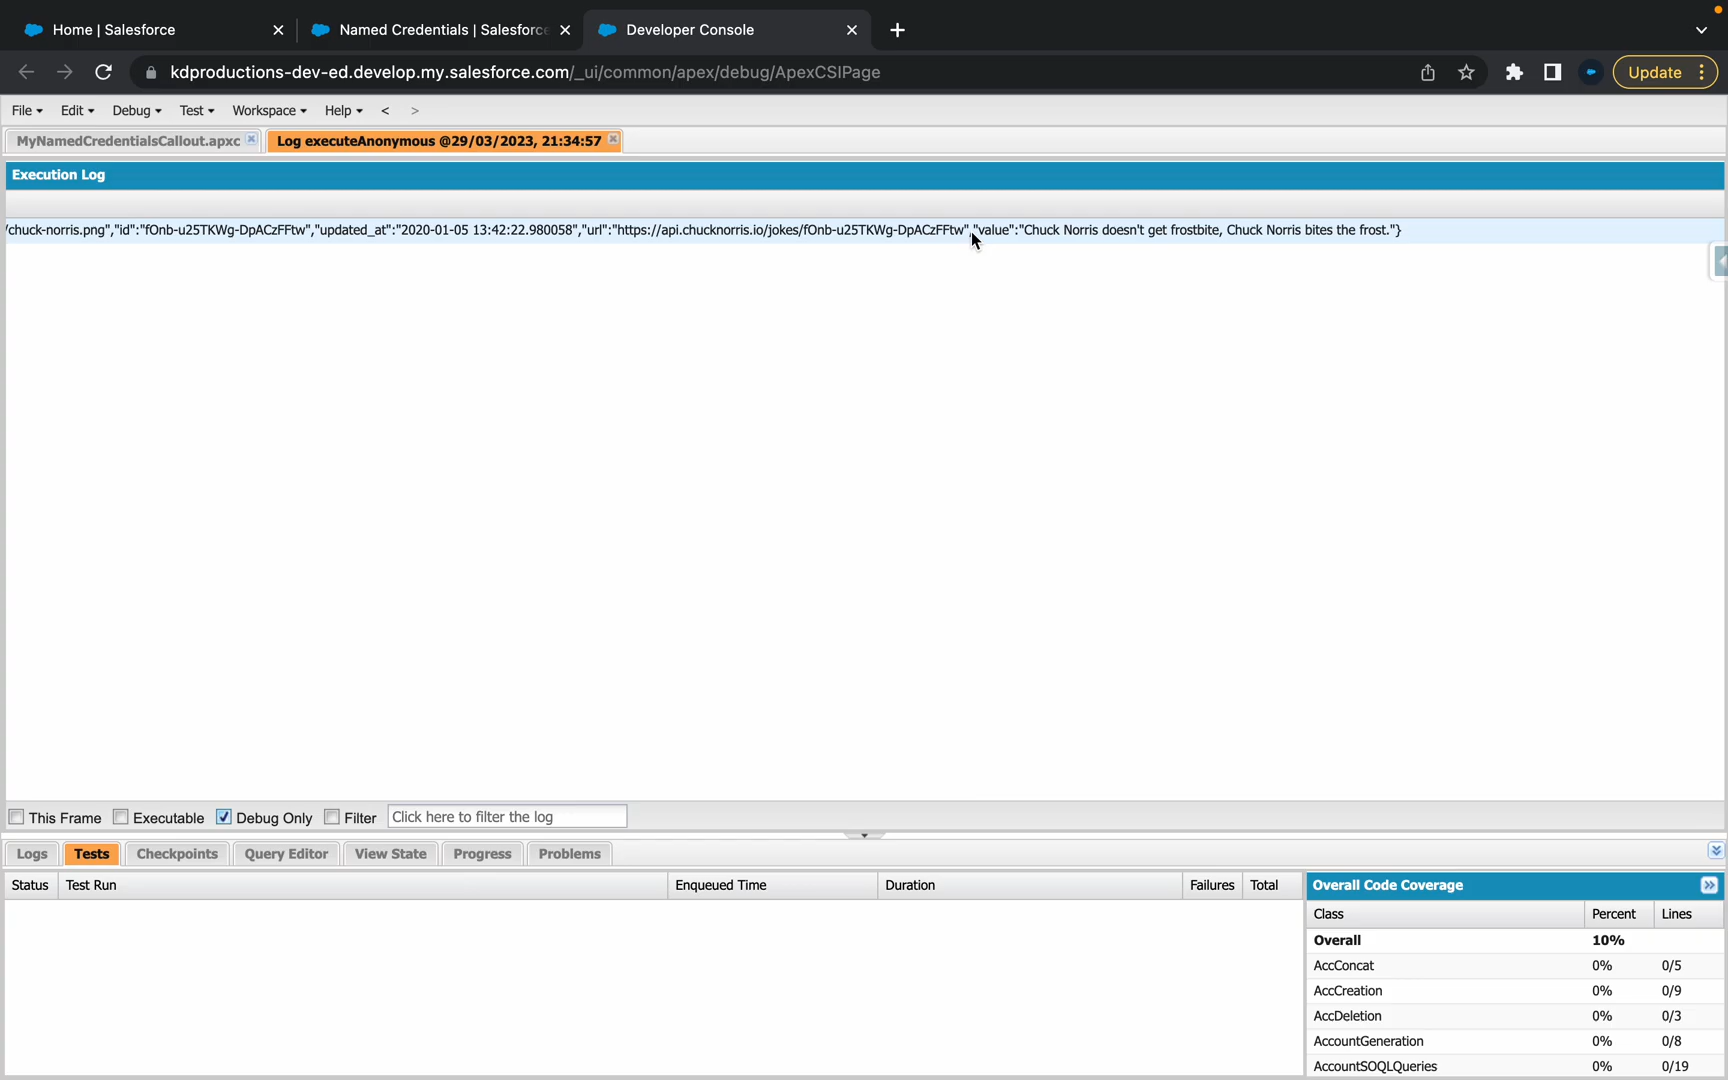 Home | Salesforce
Named Credentials | Salesforce
Developer Console
kdproductions-dev-ed.develop.my.salesforce.com/_ui/common/apex/debug/ApexCSIPage
Update
File Edit Debug Test Workspace Help < >
MyNamedCredentialsCallout.apxc
Log executeAnonymous @29/03/2023, 21:34:57
Execution Log
/chuck-norris.png","id":"fOnb-u25TKWg-DpACzFFtw","updated_at":"2020-01-05 13:42:22.980058","url":"https://api.chucknorris.io/jokes/fOnb-u25TKWg-DpACzFFtw","value":"Chuck Norris doesn't get frostbite, Chuck Norris bites the frost."}
This Frame Executable Debug Only Filter Click here to filter the log
Logs Tests Checkpoints Query Editor View State Progress Problems
Status Test Run Enqueued Time Duration Failures Total
Overall Code Coverage
Class Percent Lines
Overall 10%
AccConcat 0% 0/5
AccCreation 0% 0/9
AccDeletion 0% 0/3
AccountGeneration 0% 0/8
AccountSOQLQueries 0% 0/19